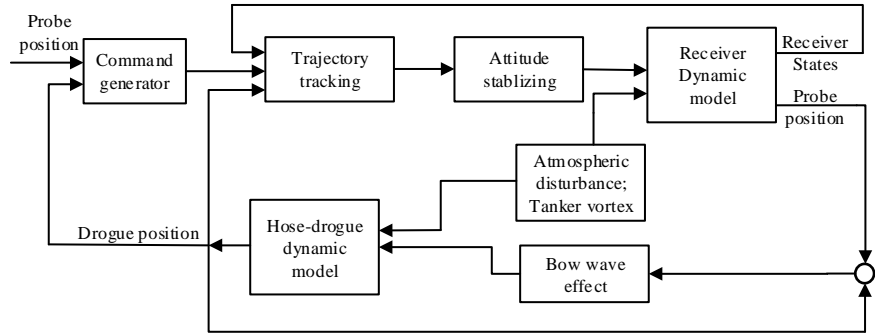 Probe
position
Command
generator
Trajectory
tracking
Attitude
stablizing
Receiver
Dynamic
model
Receiver
States
Probe
position
Atmospheric
disturbance;
Tanker vortex
Drogue position
Hose-drogue
dynamic
model
Bow wave
effect